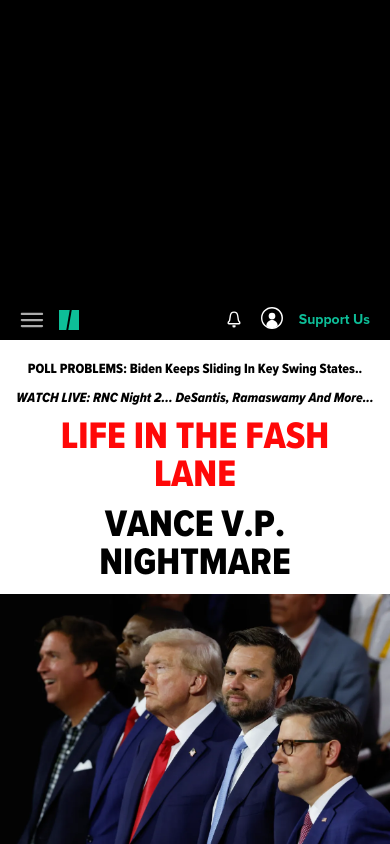 Support Us
POLL PROBLEMS: Biden Keeps Sliding In Key Swing States..
WATCH LIVE: RNC Night 2... DeSantis, Ramaswamy And More...
LIFE IN THE FASH
LANE
VANCE V.P.
NIGHTMARE